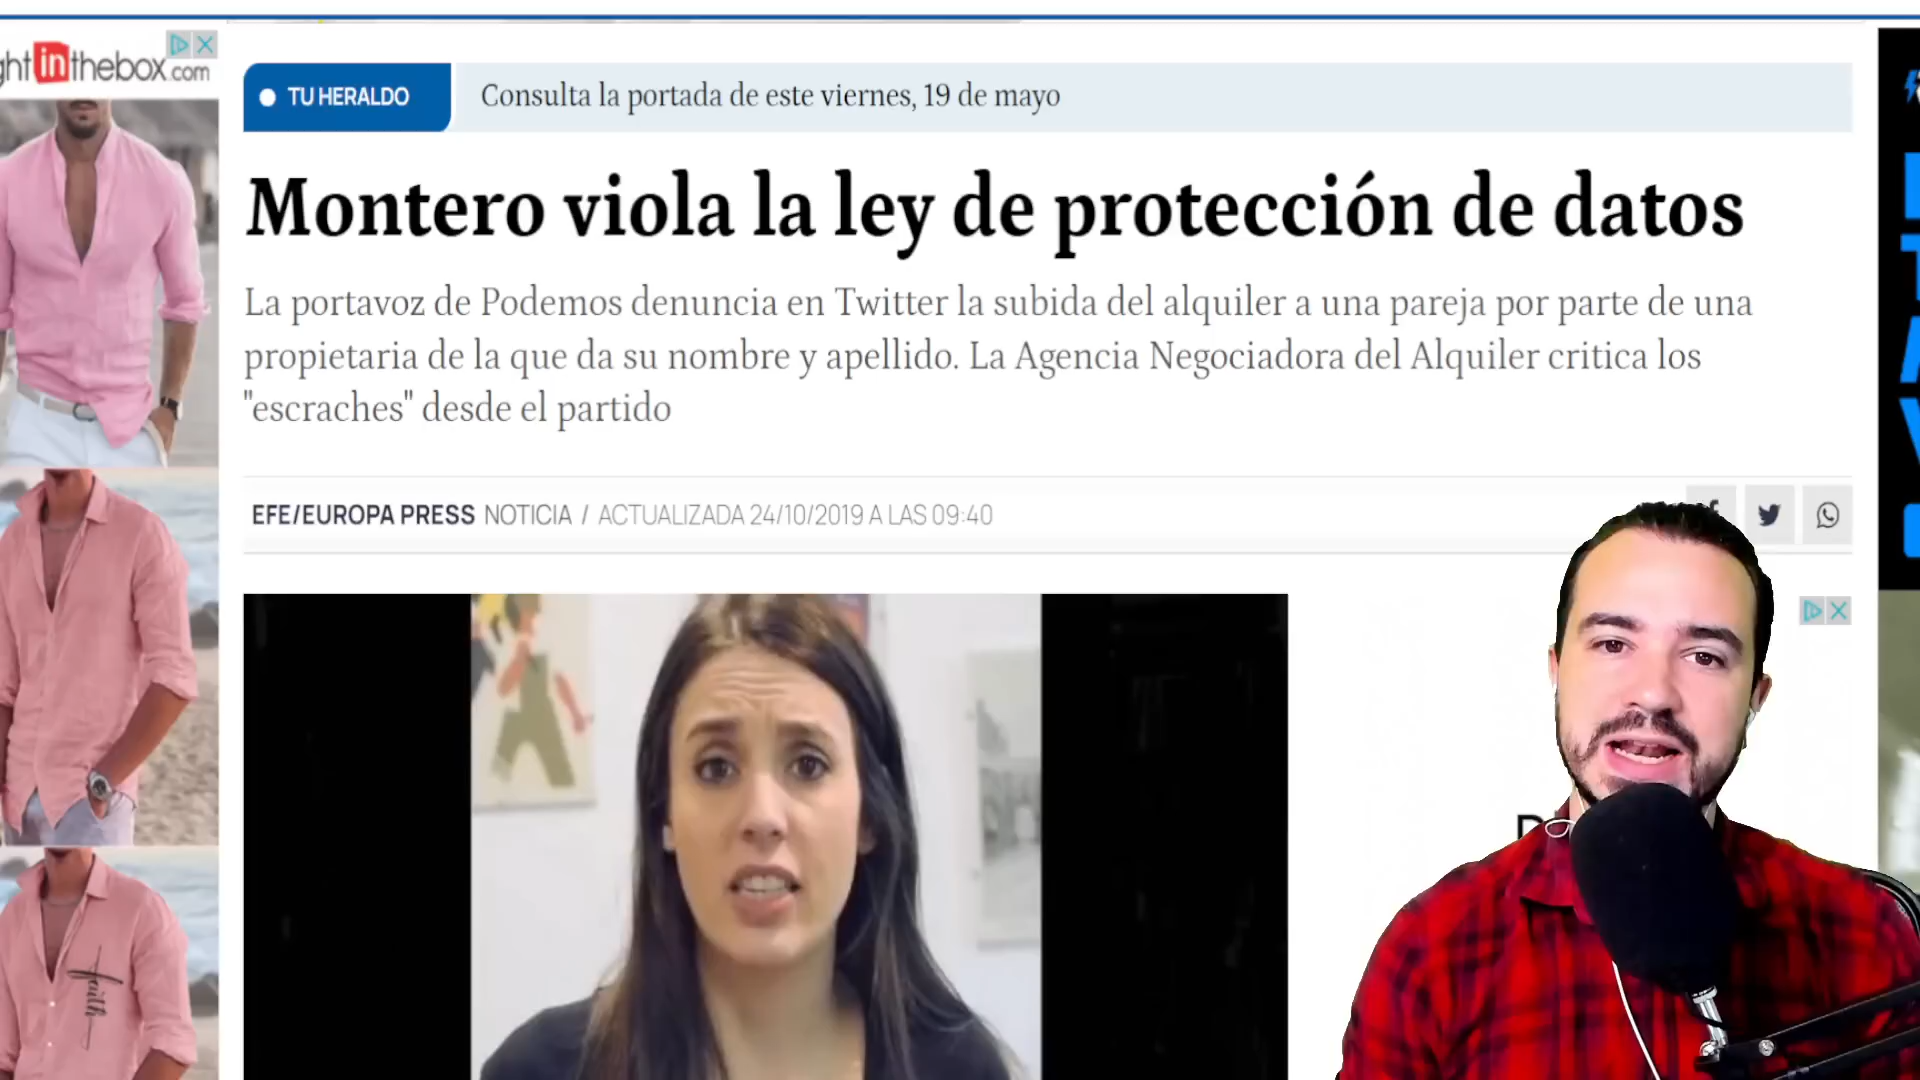 inthebox.com
TU HERALDO
Consulta la portada de este viernes, 19 de mayo
Montero viola la ley de protección de datos
La portavoz de Podemos denuncia en Twitter la subida del alquiler a una pareja por parte de una
propietaria de la que da su nombre y apellido. La Agencia Negociadora del Alquiler critica los
"escraches" desde el partido
EFE/EUROPA PRESS NOTICIA / ACTUALIZADA 24/10/2019 A LAS 09:40
faith